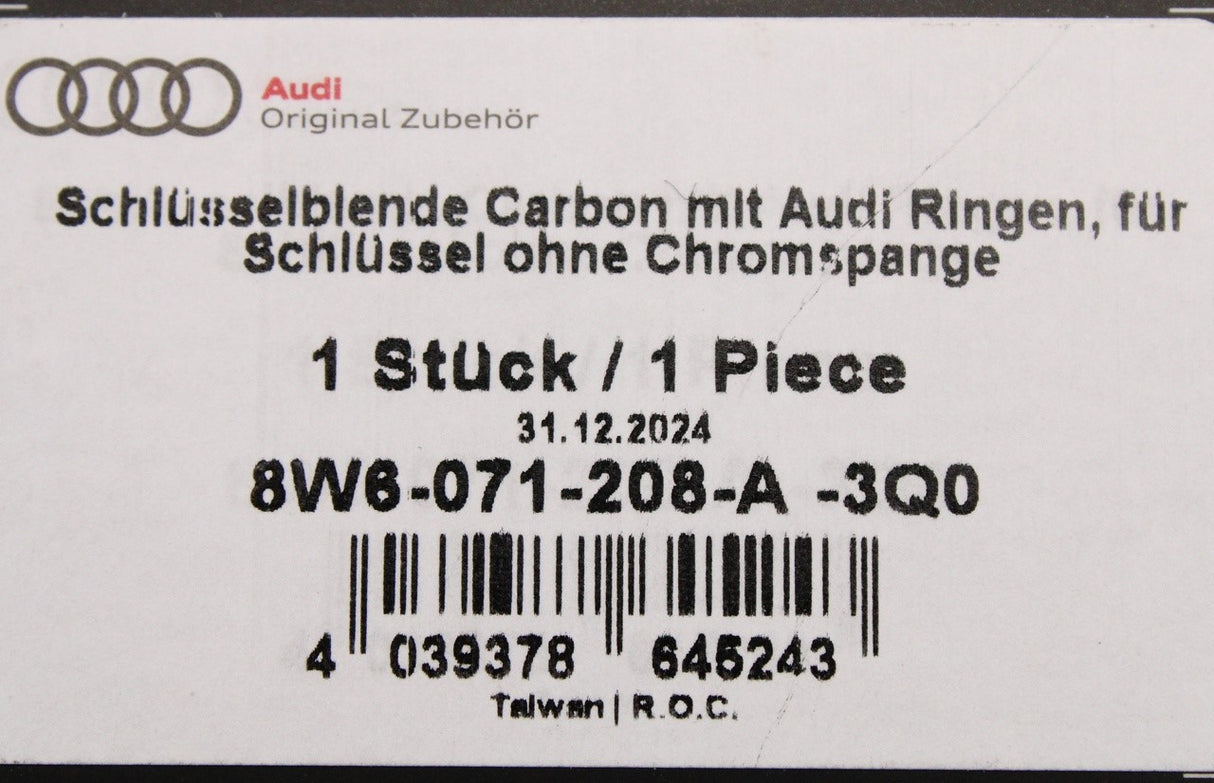 Audi
Original Zubehör
Schlüsselblende Carbon mit Audi Ringen, für
Schlüssel ohne Chromspange
1 Stück / 1 Piece
31.12.2024
8W6-071-208-A -3Q0
4 039378 645243
Taiwan | R.O.C.